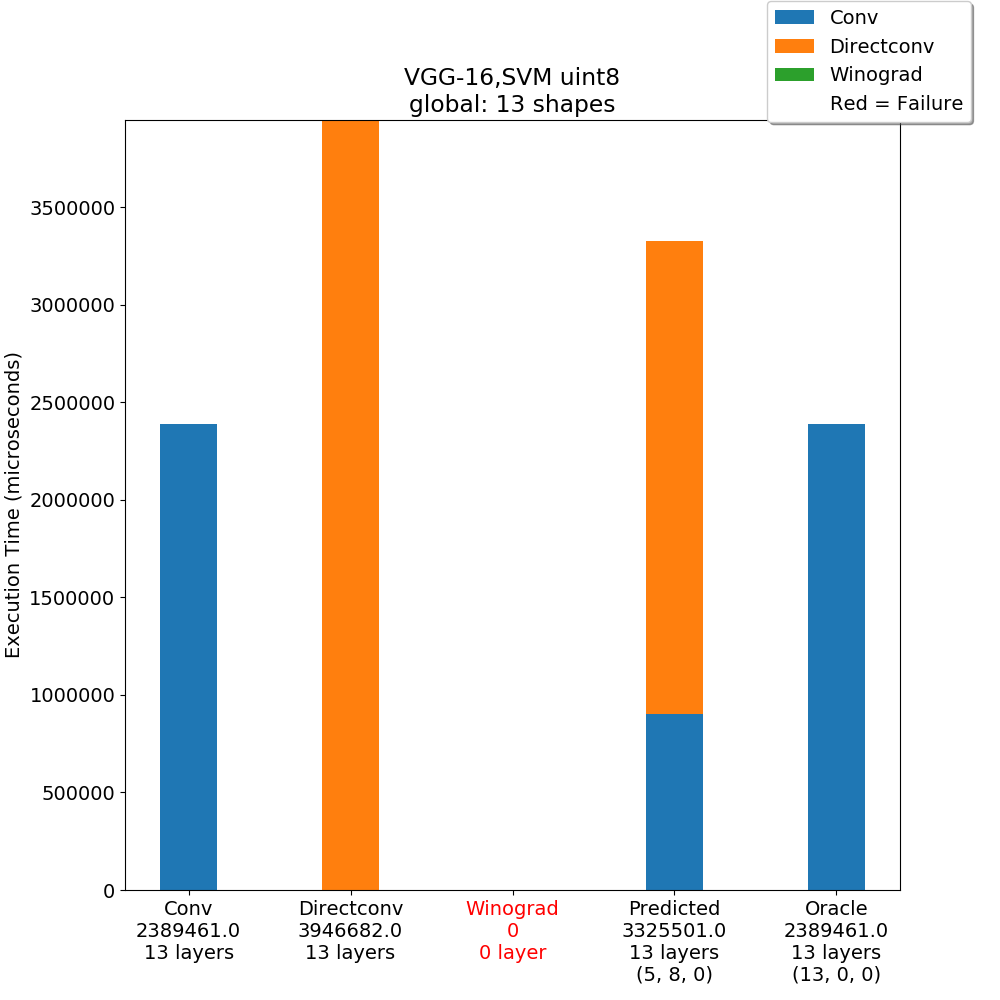 Conv
Directconv
Winograd
Red = Failure
VGG-16,SVM uint8
global: 13 shapes
Execution Time (microseconds)
3500000
3000000
2500000
2000000
1500000
1000000
500000
0
Conv
2389461.0
13 layers
Directconv
3946682.0
13 layers
Winograd
0
0 layer
Predicted
3325501.0
13 layers
(5, 8, 0)
Oracle
2389461.0
13 layers
(13, 0, 0)